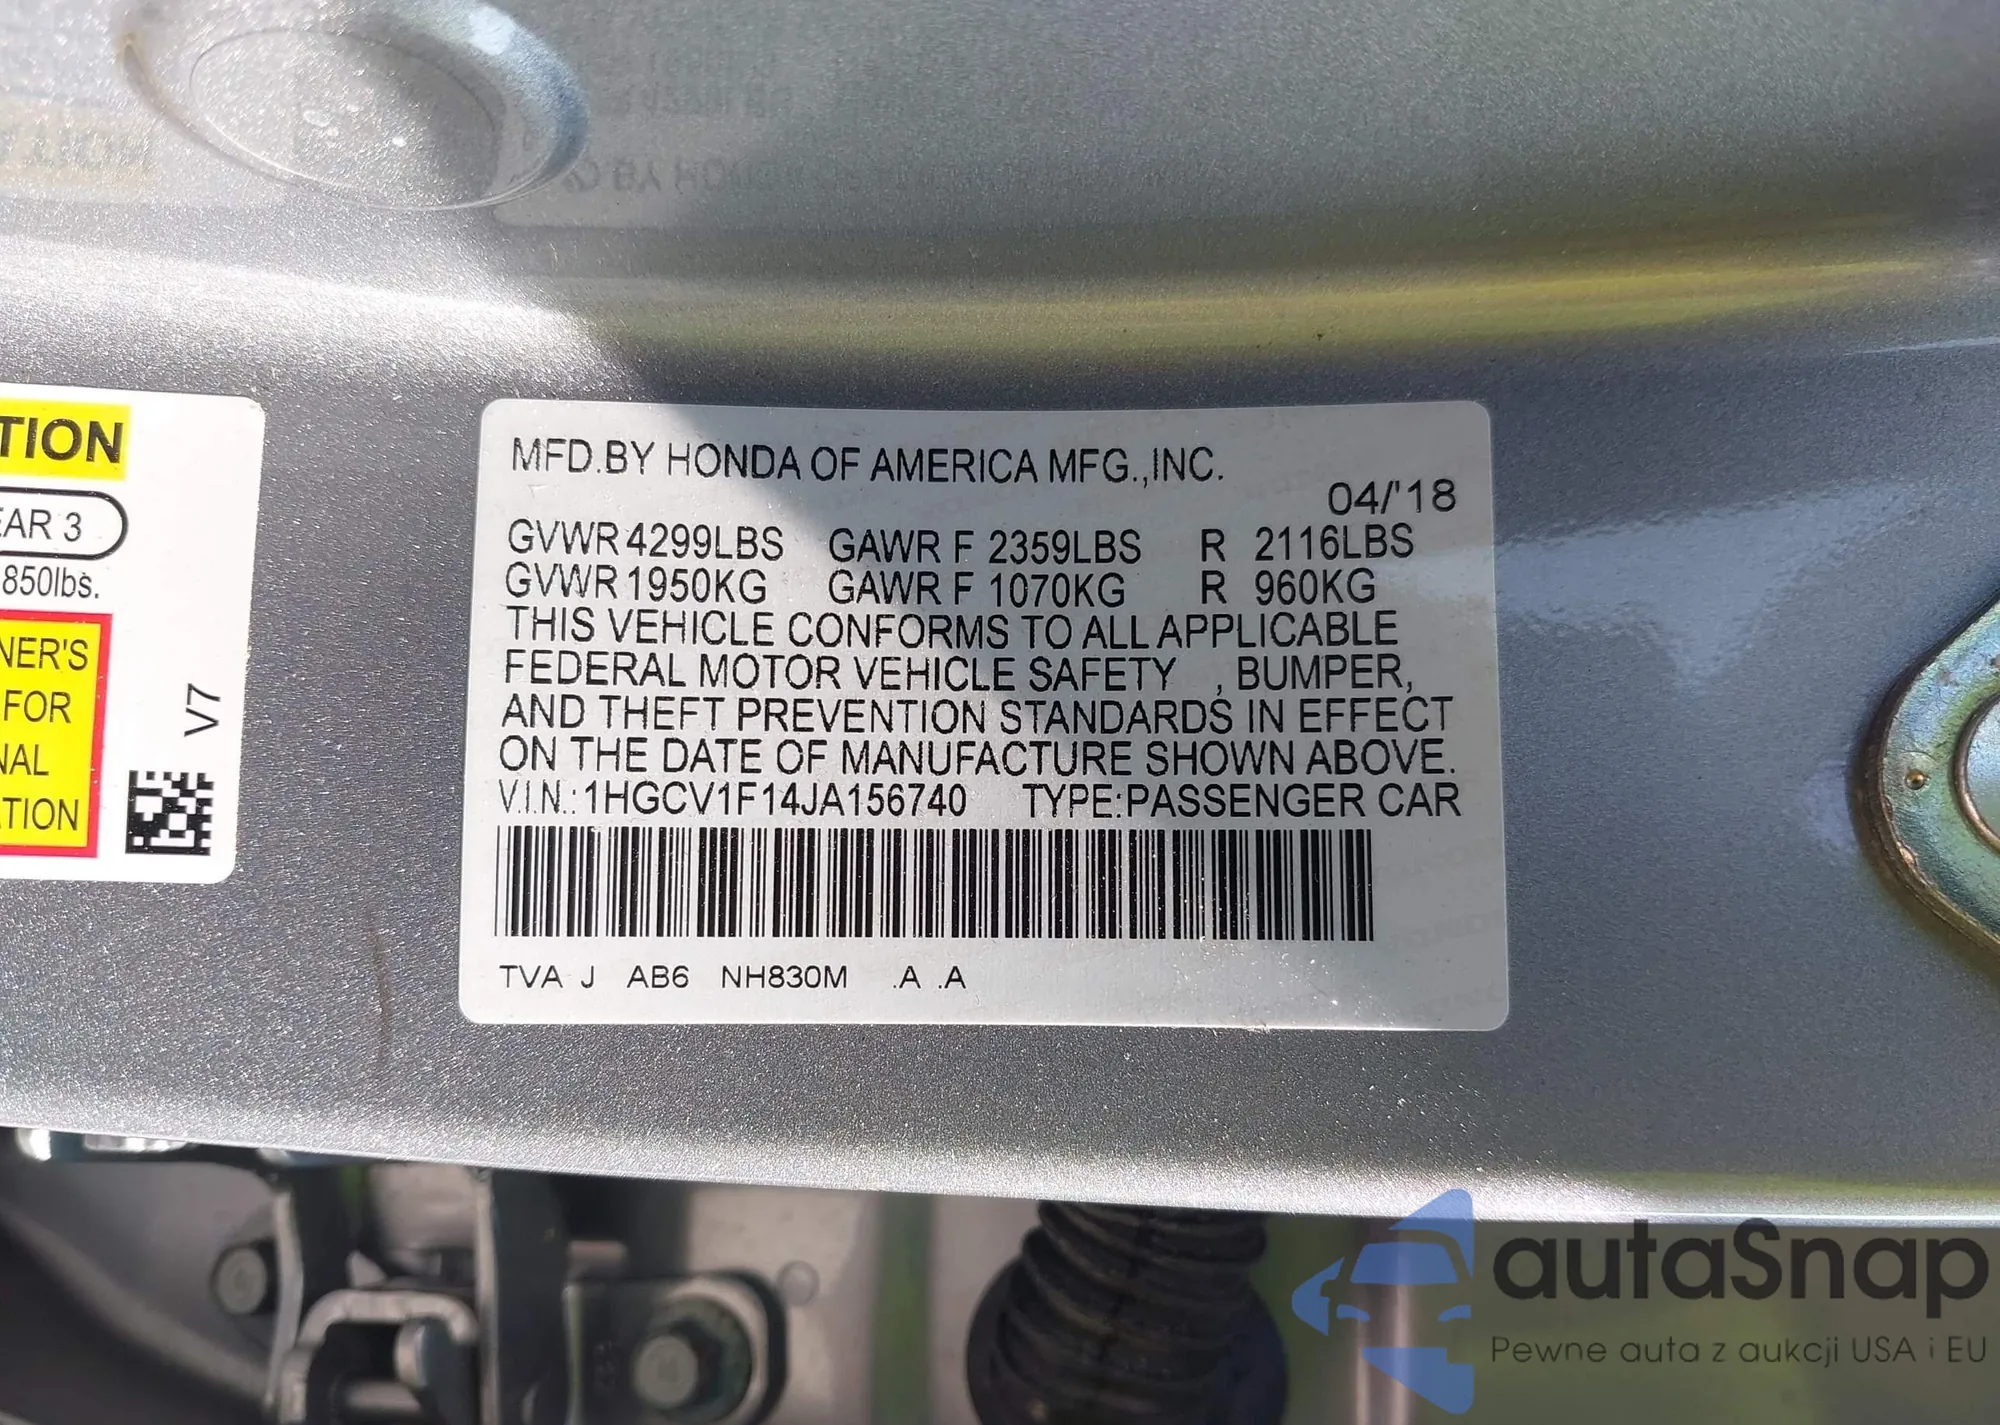 TION
EAR 3
850lbs.
NER'S
FOR
NAL
TION
V7
MFD.BY HONDA OF AMERICA MFG.,INC.
04/'18
GVWR 4299LBS GAWR F 2359LBS R 2116LBS
GVWR 1950KG GAWR F 1070KG R 960KG
THIS VEHICLE CONFORMS TO ALL APPLICABLE
FEDERAL MOTOR VEHICLE SAFETY , BUMPER,
AND THEFT PREVENTION STANDARDS IN EFFECT
ON THE DATE OF MANUFACTURE SHOWN ABOVE.
V.I.N.:1HGCV1F14JA156740 TYPE:PASSENGER CAR
TVA J AB6 NH830M .A .A
autaSnap
Pewne auta z aukcji USA i EU